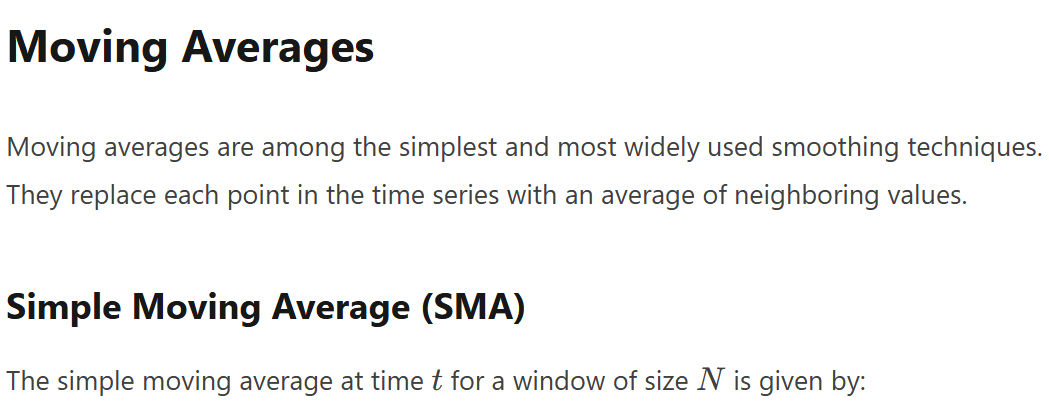 Moving Averages
Moving averages are among the simplest and most widely used smoothing techniques.
They replace each point in the time series with an average of neighboring values.
Simple Moving Average (SMA)
The simple moving average at time t for a window of size N is given by: